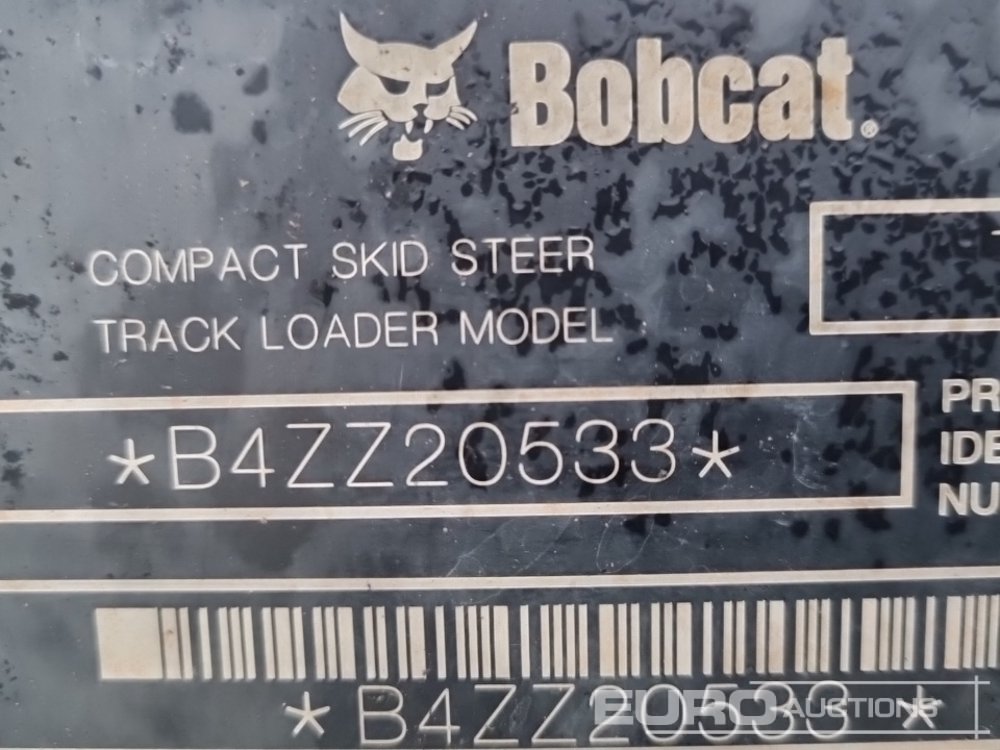 Bobcat®
COMPACT SKID STEER
TRACK LOADER MODEL
*B4ZZ20533*
PR
IDE
NU
*B4ZZ20533*
EURO AUCTIONS